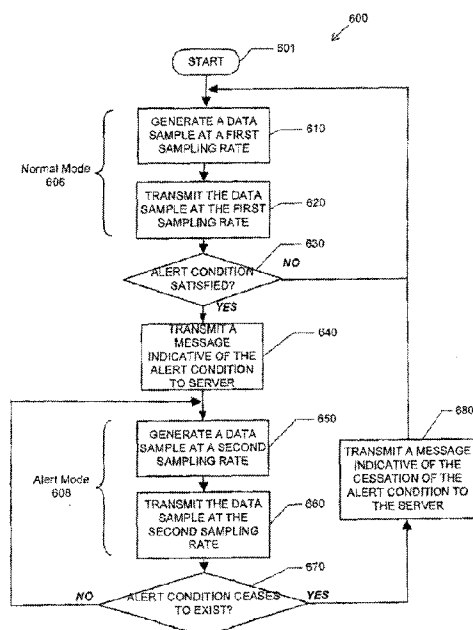 600
START
601
GENERATE A DATA
SAMPLE AT A FIRST
SAMPLING RATE
610
Normal Mode
606
TRANSMIT THE DATA
SAMPLE AT THE FIRST
SAMPLING RATE
620
630
ALERT CONDITION
SATISFIED?
NO
YES
TRANSMIT A
MESSAGE
INDICATIVE OF THE
ALERT CONDITION
TO SERVER
640
GENERATE A DATA
SAMPLE AT A SECOND
SAMPLING RATE
650
Alert Mode
608
TRANSMIT THE DATA
SAMPLE AT THE
SECOND SAMPLING
RATE
660
680
TRANSMIT A MESSAGE
INDICATIVE OF THE
CESSATION OF THE
ALERT CONDITION TO
THE SERVER
670
NO
ALERT CONDITION CEASES
TO EXIST?
YES